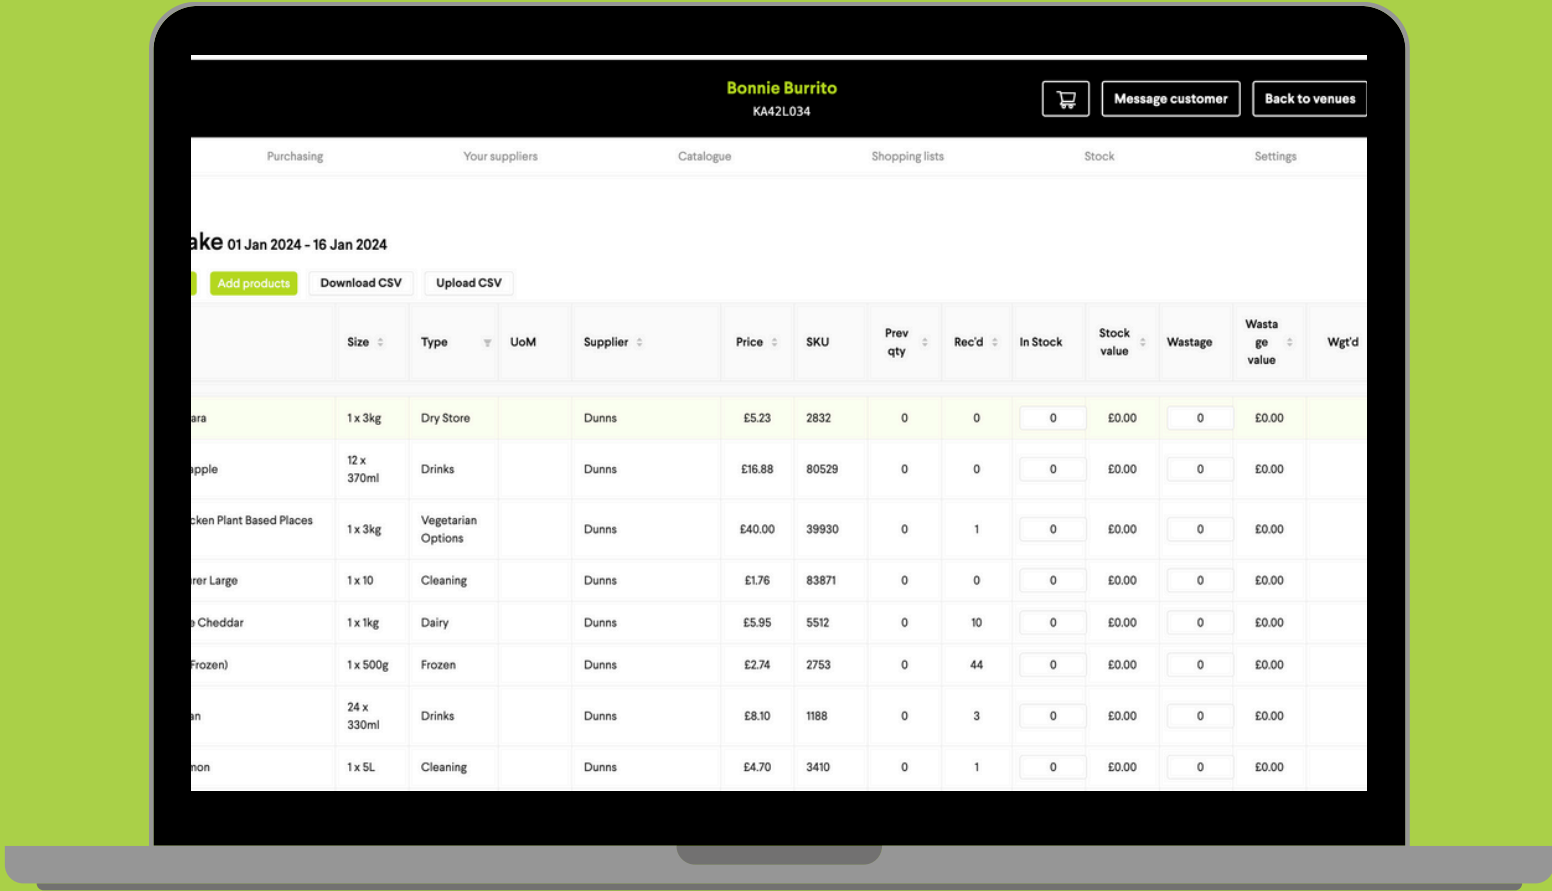 Bonnie Burrito
KA42L034
Message customer
Back to venues
Purchasing Your suppliers Catalogue Shopping lists Stock Settings
ake 01 Jan 2024 - 16 Jan 2024
Add products Download CSV Upload CSV
Size Type UoM Supplier Price SKU Prev qty Rec'd In Stock Stock value Wastage Wasta ge value Wgt'd
ara 1 x 3kg Dry Store Dunns £5.23 2832 0 0 0 £0.00 0 £0.00
apple 12 x 370ml Drinks Dunns £16.88 80529 0 0 0 £0.00 0 £0.00
cken Plant Based Places 1 x 3kg Vegetarian Options Dunns £40.00 39930 0 1 0 £0.00 0 £0.00
rer Large 1 x 10 Cleaning Dunns £1.76 83871 0 0 0 £0.00 0 £0.00
e Cheddar 1 x 1kg Dairy Dunns £5.95 5512 0 10 0 £0.00 0 £0.00
Frozen) 1 x 500g Frozen Dunns £2.74 2753 0 44 0 £0.00 0 £0.00
an 24 x 330ml Drinks Dunns £8.10 1188 0 3 0 £0.00 0 £0.00
non 1 x 5L Cleaning Dunns £4.70 3410 0 1 0 £0.00 0 £0.00